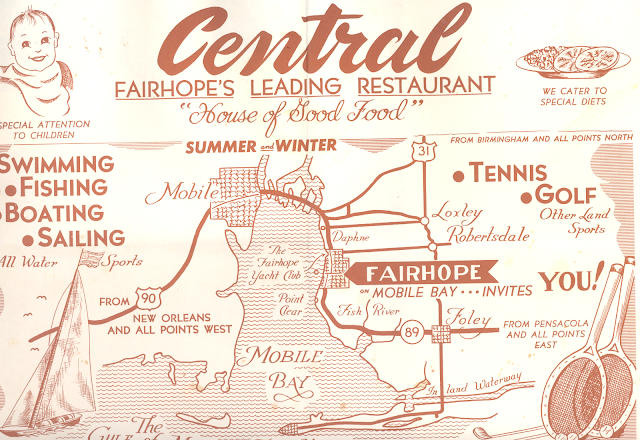 Central
FAIRHOPE'S LEADING RESTAURANT
"House of Good Food"
SPECIAL ATTENTION
TO CHILDREN
WE CATER TO
SPECIAL DIETS
SUMMER and WINTER
FROM BIRMINGHAM AND ALL POINTS NORTH
31
SWIMMING
• FISHING
BOATING
• SAILING
All Water Sports
• TENNIS
• GOLF
Other Land
Sports
Mobile
Loxley
Robertsdale
Daphne
The
Fairhope
Yacht Club
FAIRHOPE
ON MOBILE BAY ... INVITES
YOU!
Point
Clear
Fish River
FROM 90
NEW ORLEANS
AND ALL POINTS WEST
89
Foley
FROM PENSACOLA
AND ALL POINTS
EAST
MOBILE
BAY
Inland Waterway
The